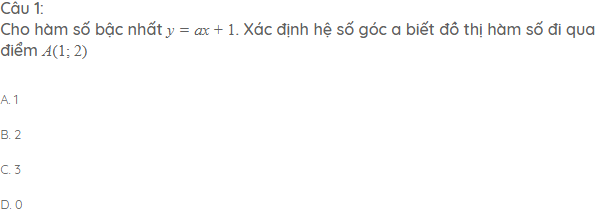 Câu 1:
Cho hàm số bậc nhất y = ax + 1. Xác định hệ số góc a biết đồ thị hàm số đi qua
điểm A(1; 2)
A. 1
B. 2
C. 3
D. 0